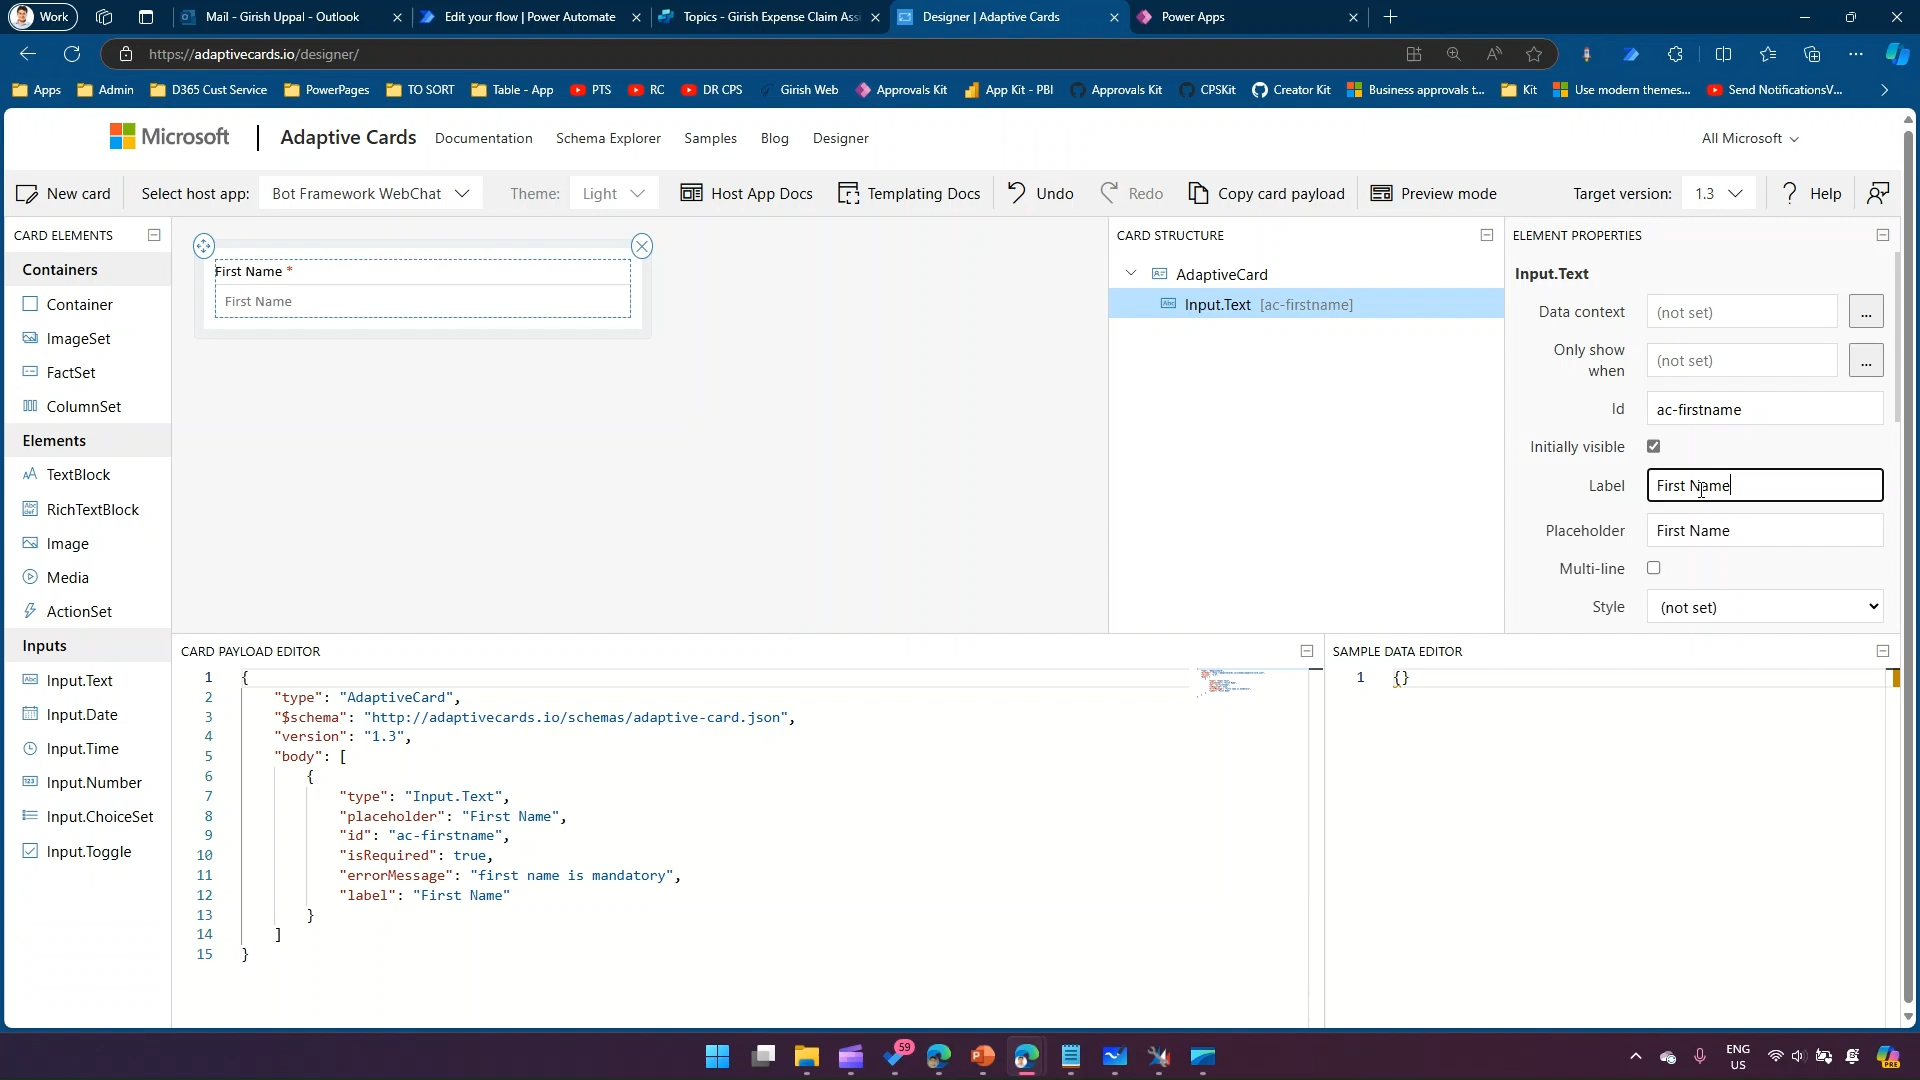 Work
Mail - Girish Uppal - Outlook
Edit your flow | Power Automate
Topics - Girish Expense Claim Assi
Designer | Adaptive Cards
Power Apps
https://adaptivecards.io/designer/
Apps
Admin
D365 Cust Service
PowerPages
TO SORT
Table - App
PTS
RC
DR CPS
Girish Web
Approvals Kit
App Kit - PBI
Approvals Kit
CPSKit
Creator Kit
Business approvals t...
Kit
Use modern themes...
Send NotificationsV...
Microsoft
Adaptive Cards
Documentation
Schema Explorer
Samples
Blog
Designer
All Microsoft
New card
Select host app:
Bot Framework WebChat
Theme:
Light
Host App Docs
Templating Docs
Undo
Redo
Copy card payload
Preview mode
Target version:
1.3
Help
CARD ELEMENTS
Containers
Container
ImageSet
FactSet
ColumnSet
Elements
TextBlock
RichTextBlock
Image
Media
ActionSet
Inputs
Input.Text
Input.Date
Input.Time
Input.Number
Input.ChoiceSet
Input.Toggle
First Name *
First Name
CARD STRUCTURE
AdaptiveCard
Input.Text [ac-firstname]
ELEMENT PROPERTIES
Input.Text
Data context
(not set)
...
Only show
when
(not set)
...
Id
ac-firstname
Initially visible
Label
First Name
Placeholder
First Name
Multi-line
Style
(not set)
CARD PAYLOAD EDITOR
1 {
2 "type": "AdaptiveCard",
3 "$schema": "http://adaptivecards.io/schemas/adaptive-card.json",
4 "version": "1.3",
5 "body": [
6 {
7 "type": "Input.Text",
8 "placeholder": "First Name",
9 "id": "ac-firstname",
10 "isRequired": true,
11 "errorMessage": "first name is mandatory",
12 "label": "First Name"
13 }
14 ]
15 }
SAMPLE DATA EDITOR
1 {}
59
ENG
US
PRE